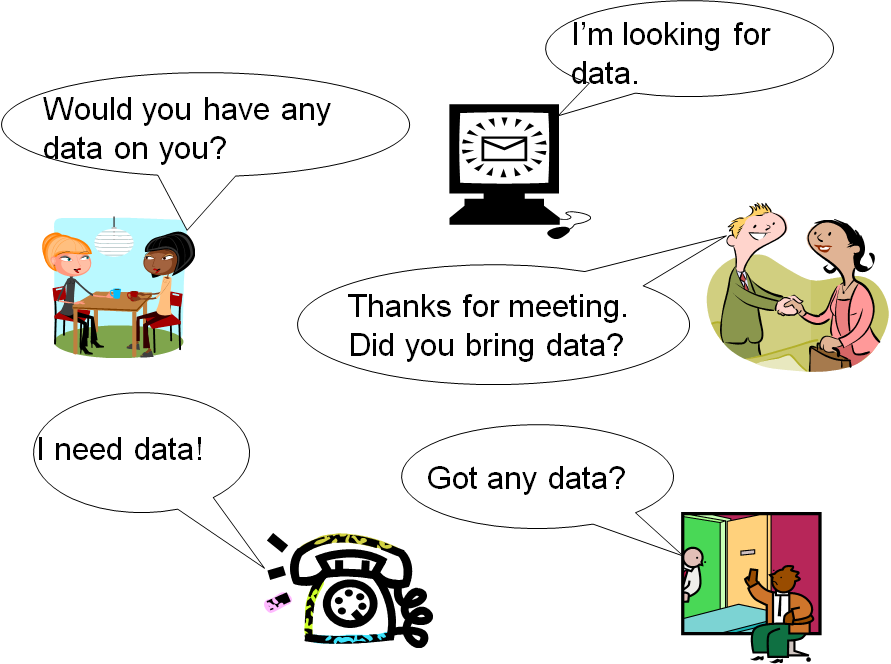 I'm looking for
data.
Would you have any
data on you?
Thanks for meeting.
Did you bring data?
I need data!
Got any data?